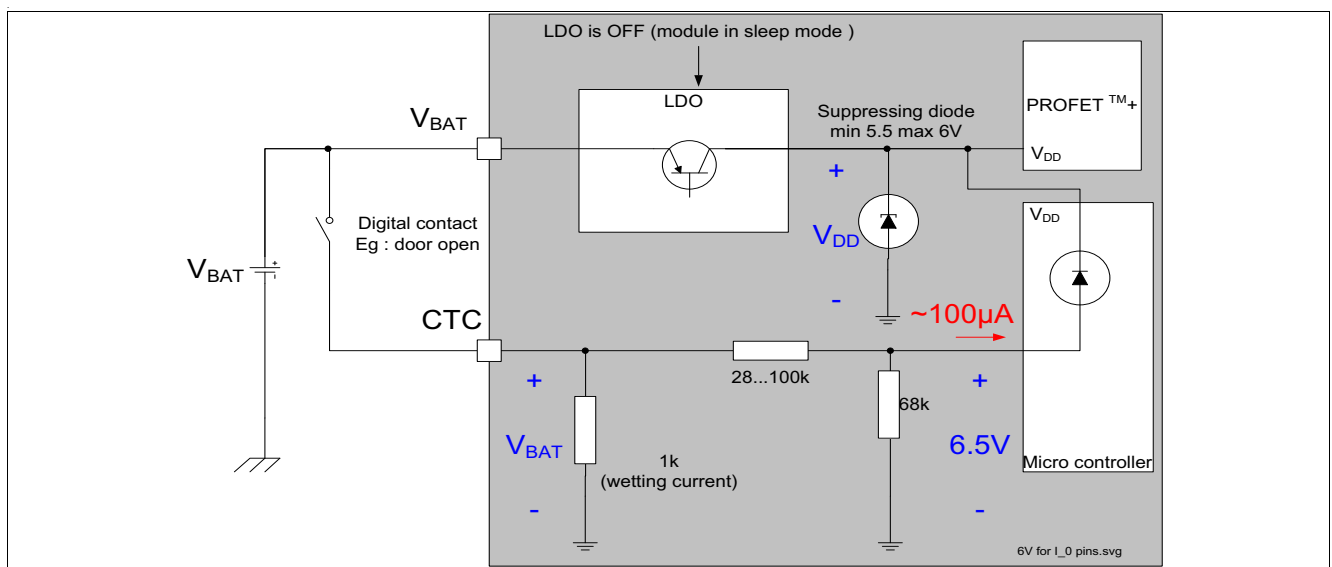 LDO is OFF (module in sleep mode )
LDO
PROFET TM+
VDD
VBAT
Suppressing diode
min 5.5 max 6V
+
VDD
-
VDD
Digital contact
Eg : door open
VBAT
+
-
CTC
~100µA
28...100k
+
VBAT
-
1k
(wetting current)
68k
+
6.5V
-
Micro controller
6V for I_0 pins.svg